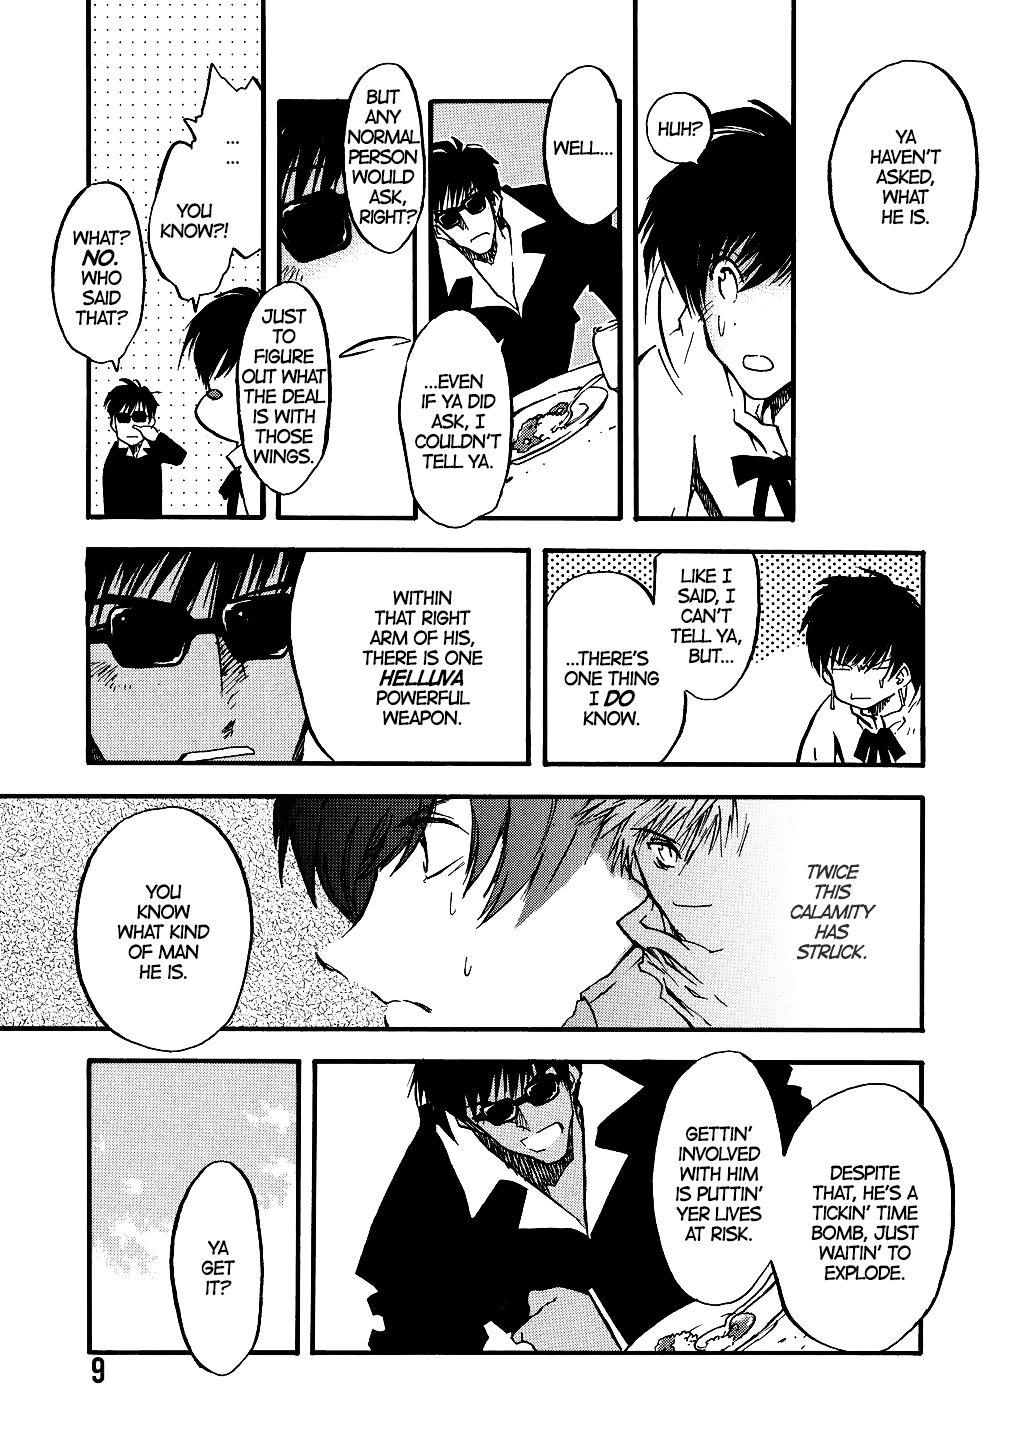 YA
HAVEN'T
ASKED,
WHAT
HE IS.
HUH?
WELL...
...EVEN
IF YA DID
ASK, I
COULDN'T
TELL YA.
BUT
ANY
NORMAL
PERSON
WOULD
ASK,
RIGHT?
JUST
TO
FIGURE
OUT WHAT
THE DEAL
IS WITH
THOSE
WINGS.
...
...
YOU
KNOW?!
WHAT?
NO.
WHO
SAID
THAT?
LIKE I
SAID, I
CAN'T
TELL YA,
BUT...
...THERE'S
ONE THING
I DO
KNOW.
WITHIN
THAT RIGHT
ARM OF HIS,
THERE IS ONE
HELLUVA
POWERFUL
WEAPON.
TWICE
THIS
CALAMITY
HAS
STRUCK.
YOU
KNOW
WHAT KIND
OF MAN
HE IS.
DESPITE
THAT, HE'S A
TICKIN' TIME
BOMB, JUST
WAITIN' TO
EXPLODE.
GETTIN'
INVOLVED
WITH HIM
IS PUTTIN'
YER LIVES
AT RISK.
YA
GET
IT?
9